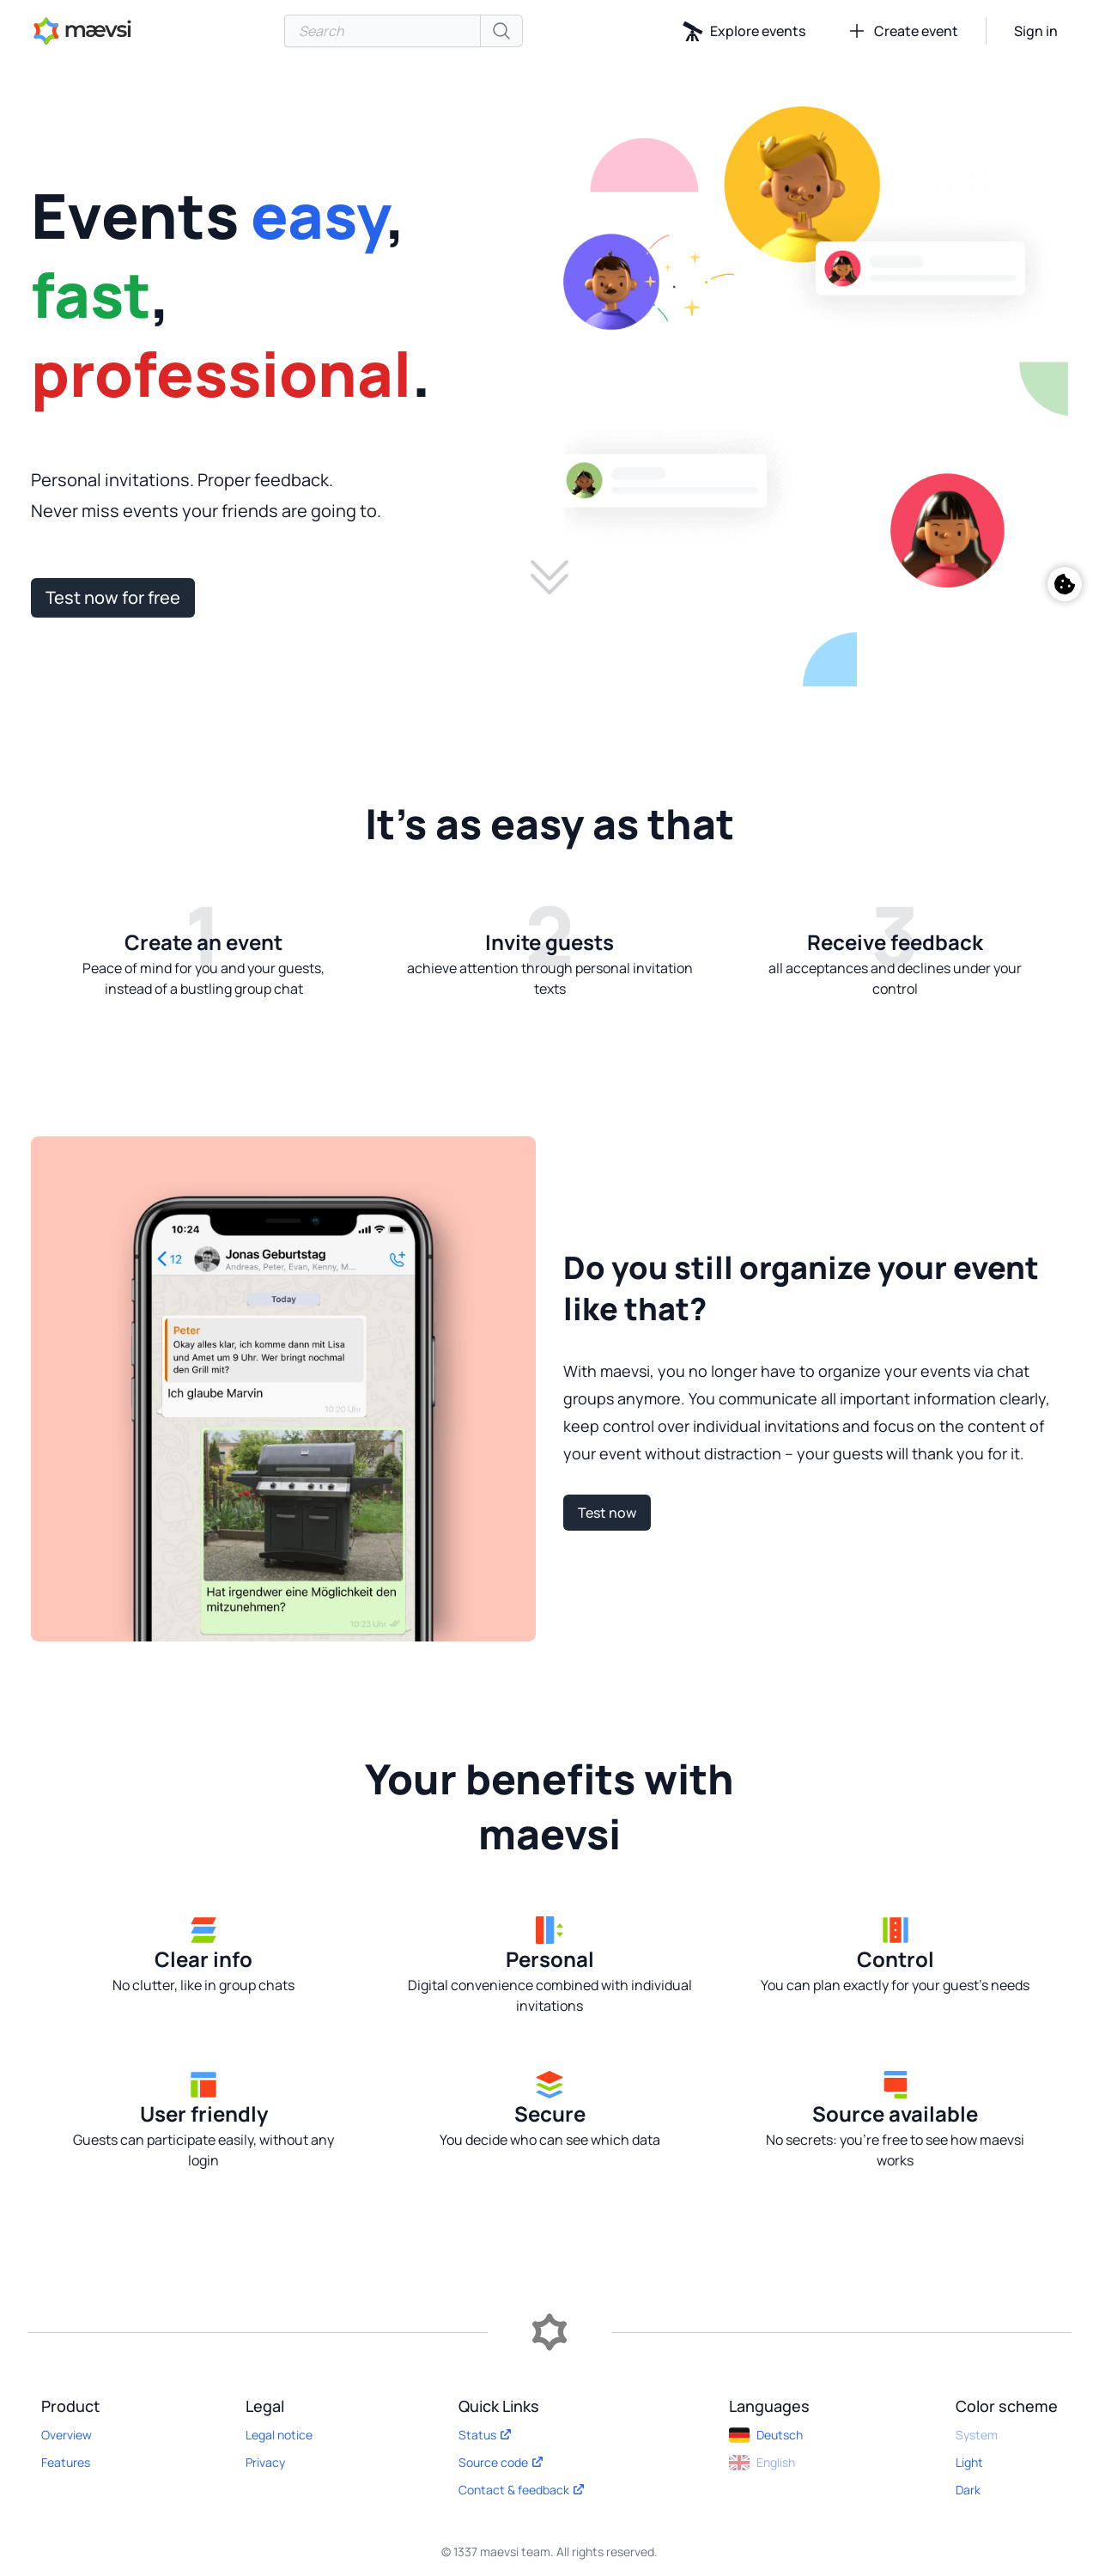 mævsi
Search
Explore events
Create event
Sign in
Events easy,
fast,
professional.
Personal invitations. Proper feedback.
Never miss events your friends are going to.
Test now for free
It's as easy as that
1
Create an event
Peace of mind for you and your guests,
instead of a bustling group chat
2
Invite guests
achieve attention through personal invitation
texts
3
Receive feedback
all acceptances and declines under your
control
10:24
12
Jonas Geburtstag
Andreas, Peter, Evan, Kenny, M...
Today
Peter
Okay alles klar, ich komme dann mit Lisa
und Amet um 9 Uhr. Wer bringt nochmal
den Grill mit?
Ich glaube Marvin
10:20 Uhr
Hat irgendwer eine Möglichkeit den
mitzunehmen?
10:23 Uhr
Do you still organize your event
like that?
With maevsi, you no longer have to organize your events via chat
groups anymore. You communicate all important information clearly,
keep control over individual invitations and focus on the content of
your event without distraction – your guests will thank you for it.
Test now
Your benefits with
maevsi
Clear info
No clutter, like in group chats
Personal
Digital convenience combined with individual
invitations
Control
You can plan exactly for your guest's needs
User friendly
Guests can participate easily, without any
login
Secure
You decide who can see which data
Source available
No secrets: you're free to see how maevsi
works
Product
Overview
Features
Legal
Legal notice
Privacy
Quick Links
Status
Source code
Contact & feedback
Languages
Deutsch
English
Color scheme
System
Light
Dark
© 1337 maevsi team. All rights reserved.